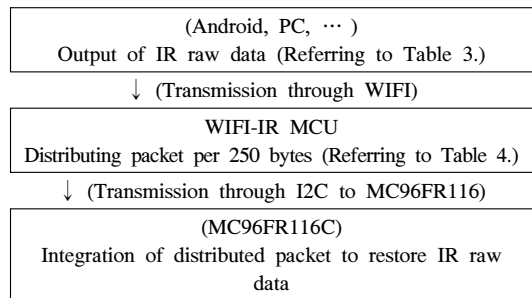 (Android, PC, ⋯ )
Output of IR raw data (Referring to Table 3.)
↓ (Transmission through WIFI)
WIFI-IR MCU
Distributing packet per 250 bytes (Referring to Table 4.)
↓ (Transmission through I2C to MC96FR116)
(MC96FR116C)
Integration of distributed packet to restore IR raw
data